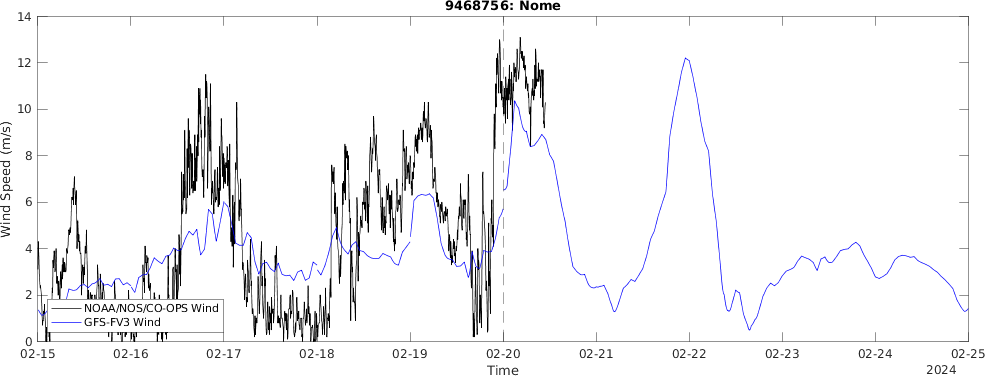 9468756: Nome
Wind Speed (m/s)
14
12
10
8
6
4
2
0
NOAA/NOS/CO-OPS Wind
GFS-FV3 Wind
02-15 02-16 02-17 02-18 02-19 02-20 02-21 02-22 02-23 02-24 02-25
Time
2024